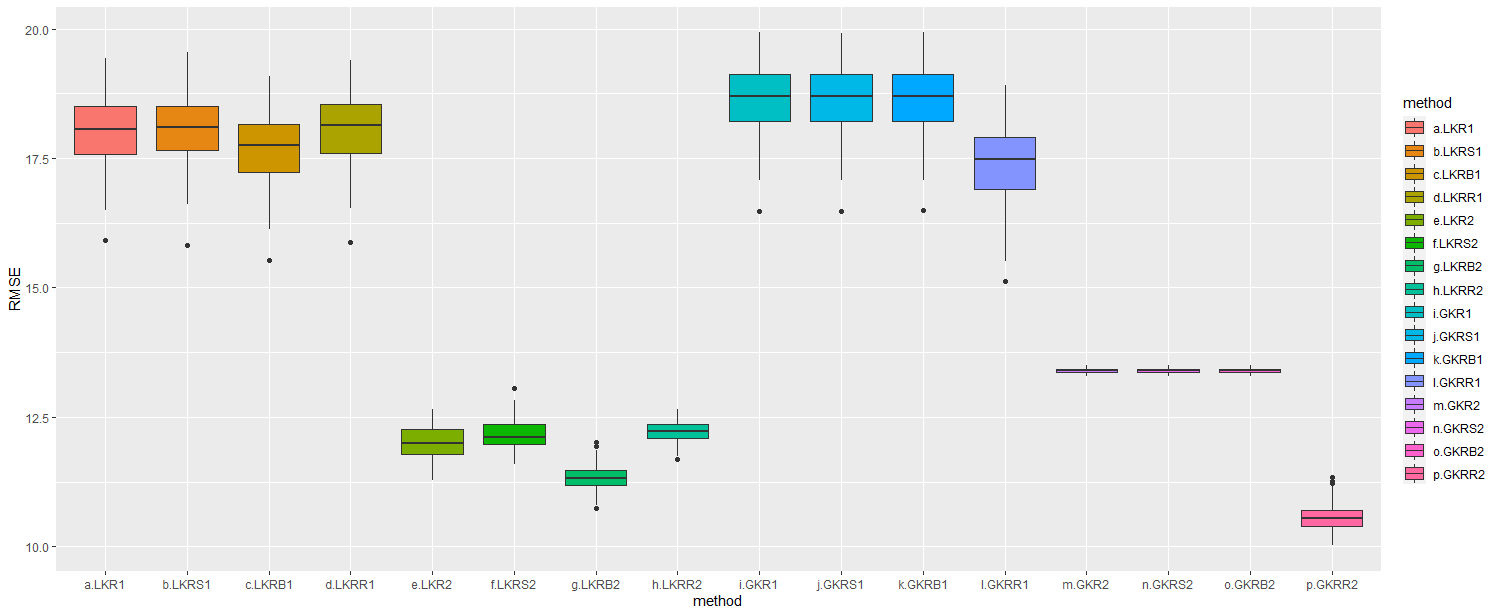 20.0
17.5
15.0
12.5
10.0
RMSE
a.LKR1 b.LKRS1 c.LKRB1 d.LKRR1 e.LKR2 f.LKRS2 g.LKRB2 h.LKRR2 i.GKR1 j.GKRS1 k.GKRB1 l.GKRR1 m.GKR2 n.GKRS2 o.GKRB2 p.GKRR2
method
method
a.LKR1
b.LKRS1
c.LKRB1
d.LKRR1
e.LKR2
f.LKRS2
g.LKRB2
h.LKRR2
i.GKR1
j.GKRS1
k.GKRB1
l.GKRR1
m.GKR2
n.GKRS2
o.GKRB2
p.GKRR2